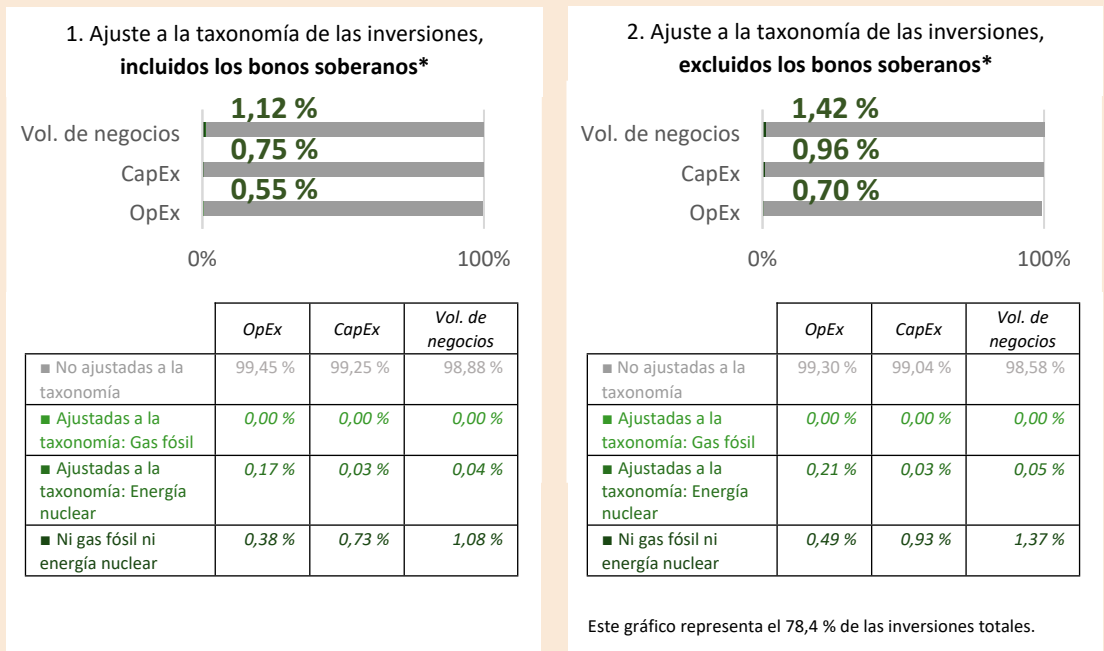 1. Ajuste a la taxonomía de las inversiones,
incluidos los bonos soberanos*
1,12 %
Vol. de negocios
0,75 %
CapEx
0,55 %
OpEx
0%
100%
OpEx CapEx Vol. de negocios
■ No ajustadas a la 99,45 % 99,25 % 98,88 %
taxonomía
■ Ajustadas a la 0,00 % 0,00 % 0,00 %
taxonomía: Gas fósil
■ Ajustadas a la 0,17 % 0,03 % 0,04 %
taxonomía: Energía
nuclear
■ Ni gas fósil ni 0,38 % 0,73 % 1,08 %
energía nuclear
2. Ajuste a la taxonomía de las inversiones,
excluidos los bonos soberanos*
1,42 %
Vol. de negocios
0,96 %
CapEx
0,70 %
OpEx
0%
100%
OpEx CapEx Vol. de negocios
■ No ajustadas a la 99,30 % 99,04 % 98,58 %
taxonomía
■ Ajustadas a la 0,00 % 0,00 % 0,00 %
taxonomía: Gas fósil
■ Ajustadas a la 0,21 % 0,03 % 0,05 %
taxonomía: Energía
nuclear
■ Ni gas fósil ni 0,49 % 0,93 % 1,37 %
energía nuclear
Este gráfico representa el 78,4 % de las inversiones totales.